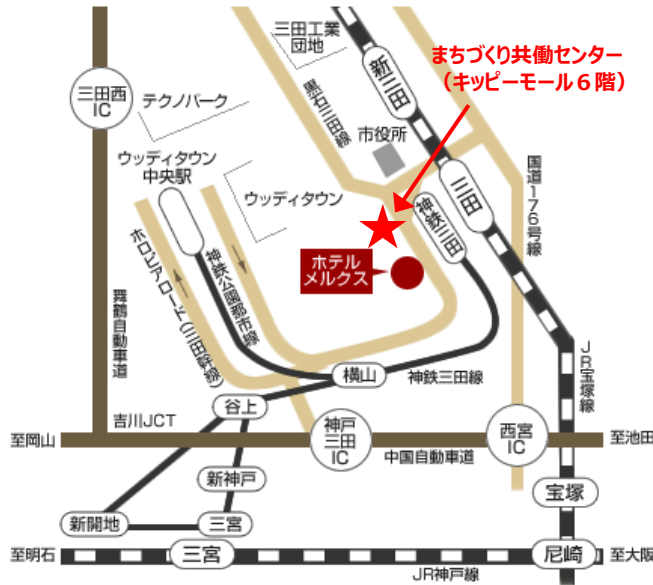 三田工業
団地
まちづくり共働センター
（キッピーモール６階）
新三田
三田西
IC
テクノパーク
黒石三田線
市役所
ウッディタウン
中央駅
ウッディタウン
国道176号線
三田
神鉄三田
ホテル
メルクス
ホロピアロード(三田幹線)
神鉄公園都市線
舞鶴自動車道
JR宝塚線
横山
神鉄三田線
谷上
吉川JCT
神戸
三田
IC
西宮
IC
至岡山
至池田
中国自動車道
新神戸
宝塚
新開地
三宮
至明石
三宮
尼崎
至大阪
JR神戸線